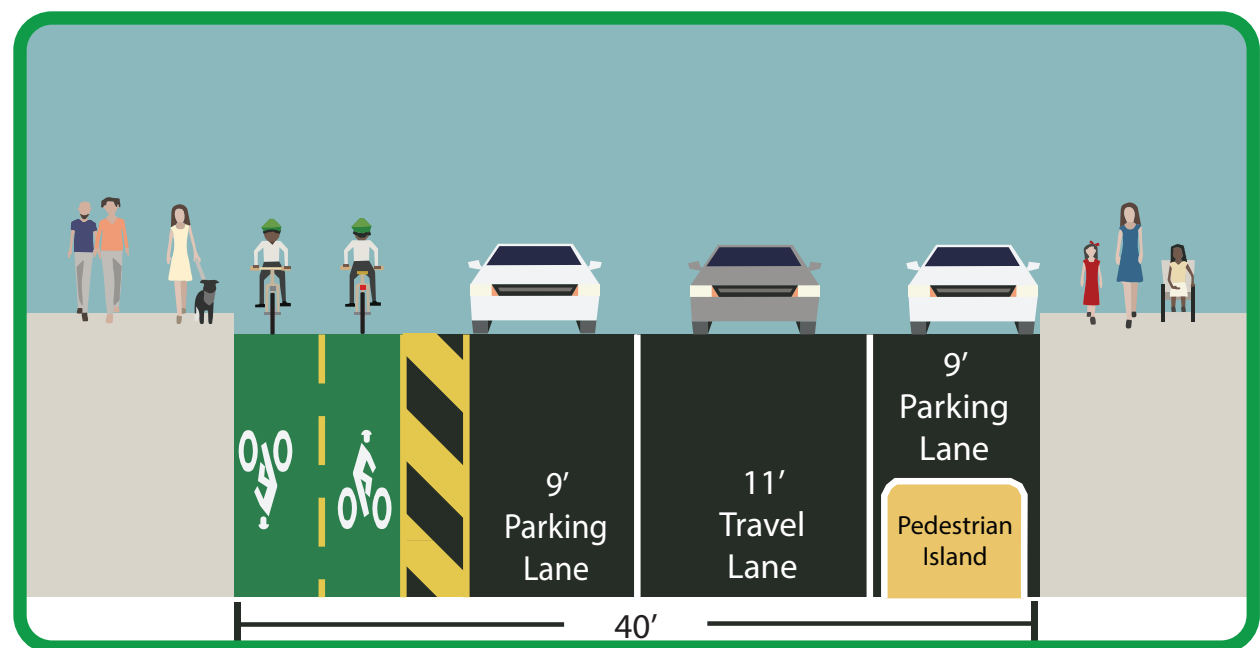 9’
Parking
Lane
11’
Travel
Lane
9’
Parking
Lane
Pedestrian
Island
40’